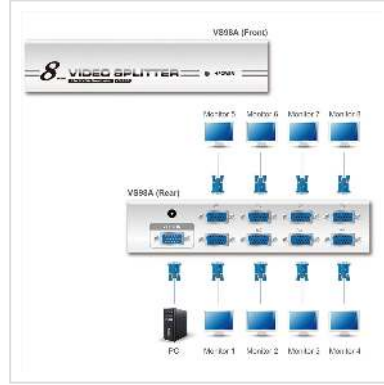 VS98A (Front)
8 VIDEO SPLITTER POWER
Monitor 5 Monitor 6 Monitor 7 Monitor 8
VS98A (Rear)
PC Monitor 1 Monitor 2 Monitor 3 Monitor 4